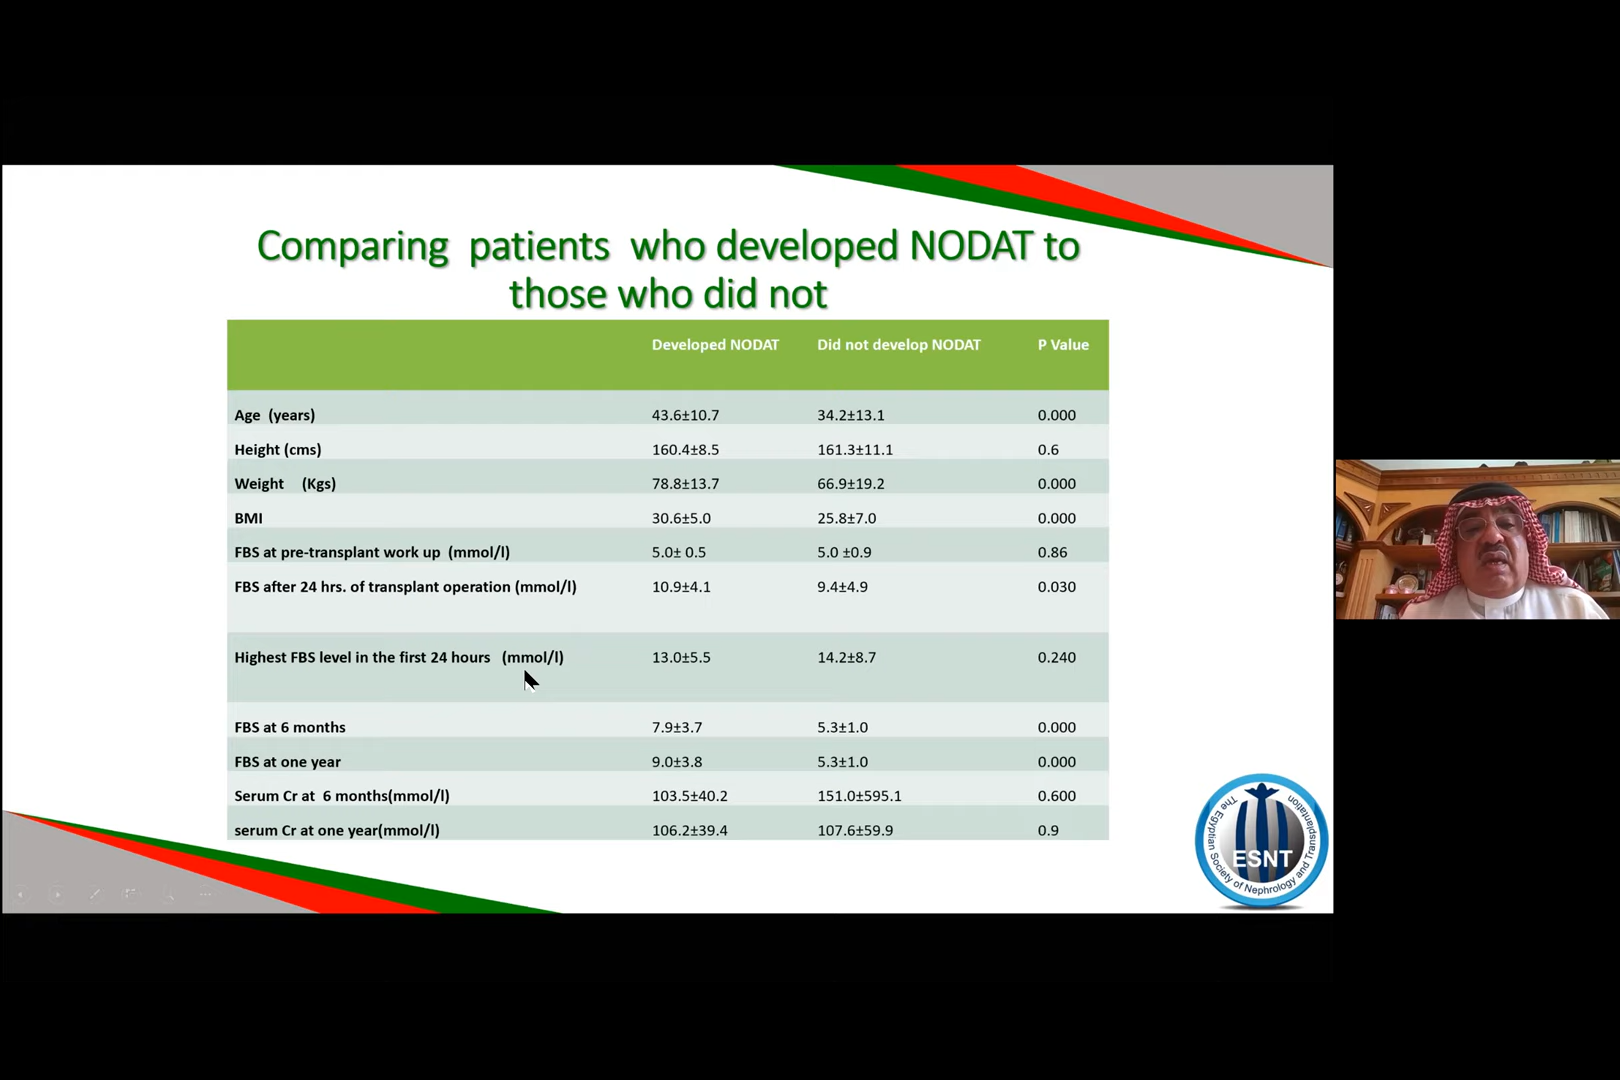 Comparing patients who developed NODAT to
those who did not
Developed NODAT Did not develop NODAT P Value
Age (years) 43.6±10.7 34.2±13.1 0.000
Height (cms) 160.4±8.5 161.3±11.1 0.6
Weight (Kgs) 78.8±13.7 66.9±19.2 0.000
BMI 30.6±5.0 25.8±7.0 0.000
FBS at pre-transplant work up (mmol/l) 5.0± 0.5 5.0 ±0.9 0.86
FBS after 24 hrs. of transplant operation (mmol/l) 10.9±4.1 9.4±4.9 0.030
Highest FBS level in the first 24 hours (mmol/l) 13.0±5.5 14.2±8.7 0.240
FBS at 6 months 7.9±3.7 5.3±1.0 0.000
FBS at one year 9.0±3.8 5.3±1.0 0.000
Serum Cr at 6 months(mmol/l) 103.5±40.2 151.0±595.1 0.600
serum Cr at one year(mmol/l) 106.2±39.4 107.6±59.9 0.9
The Egyptian Society of Nephrology and Transplantation
ESNT